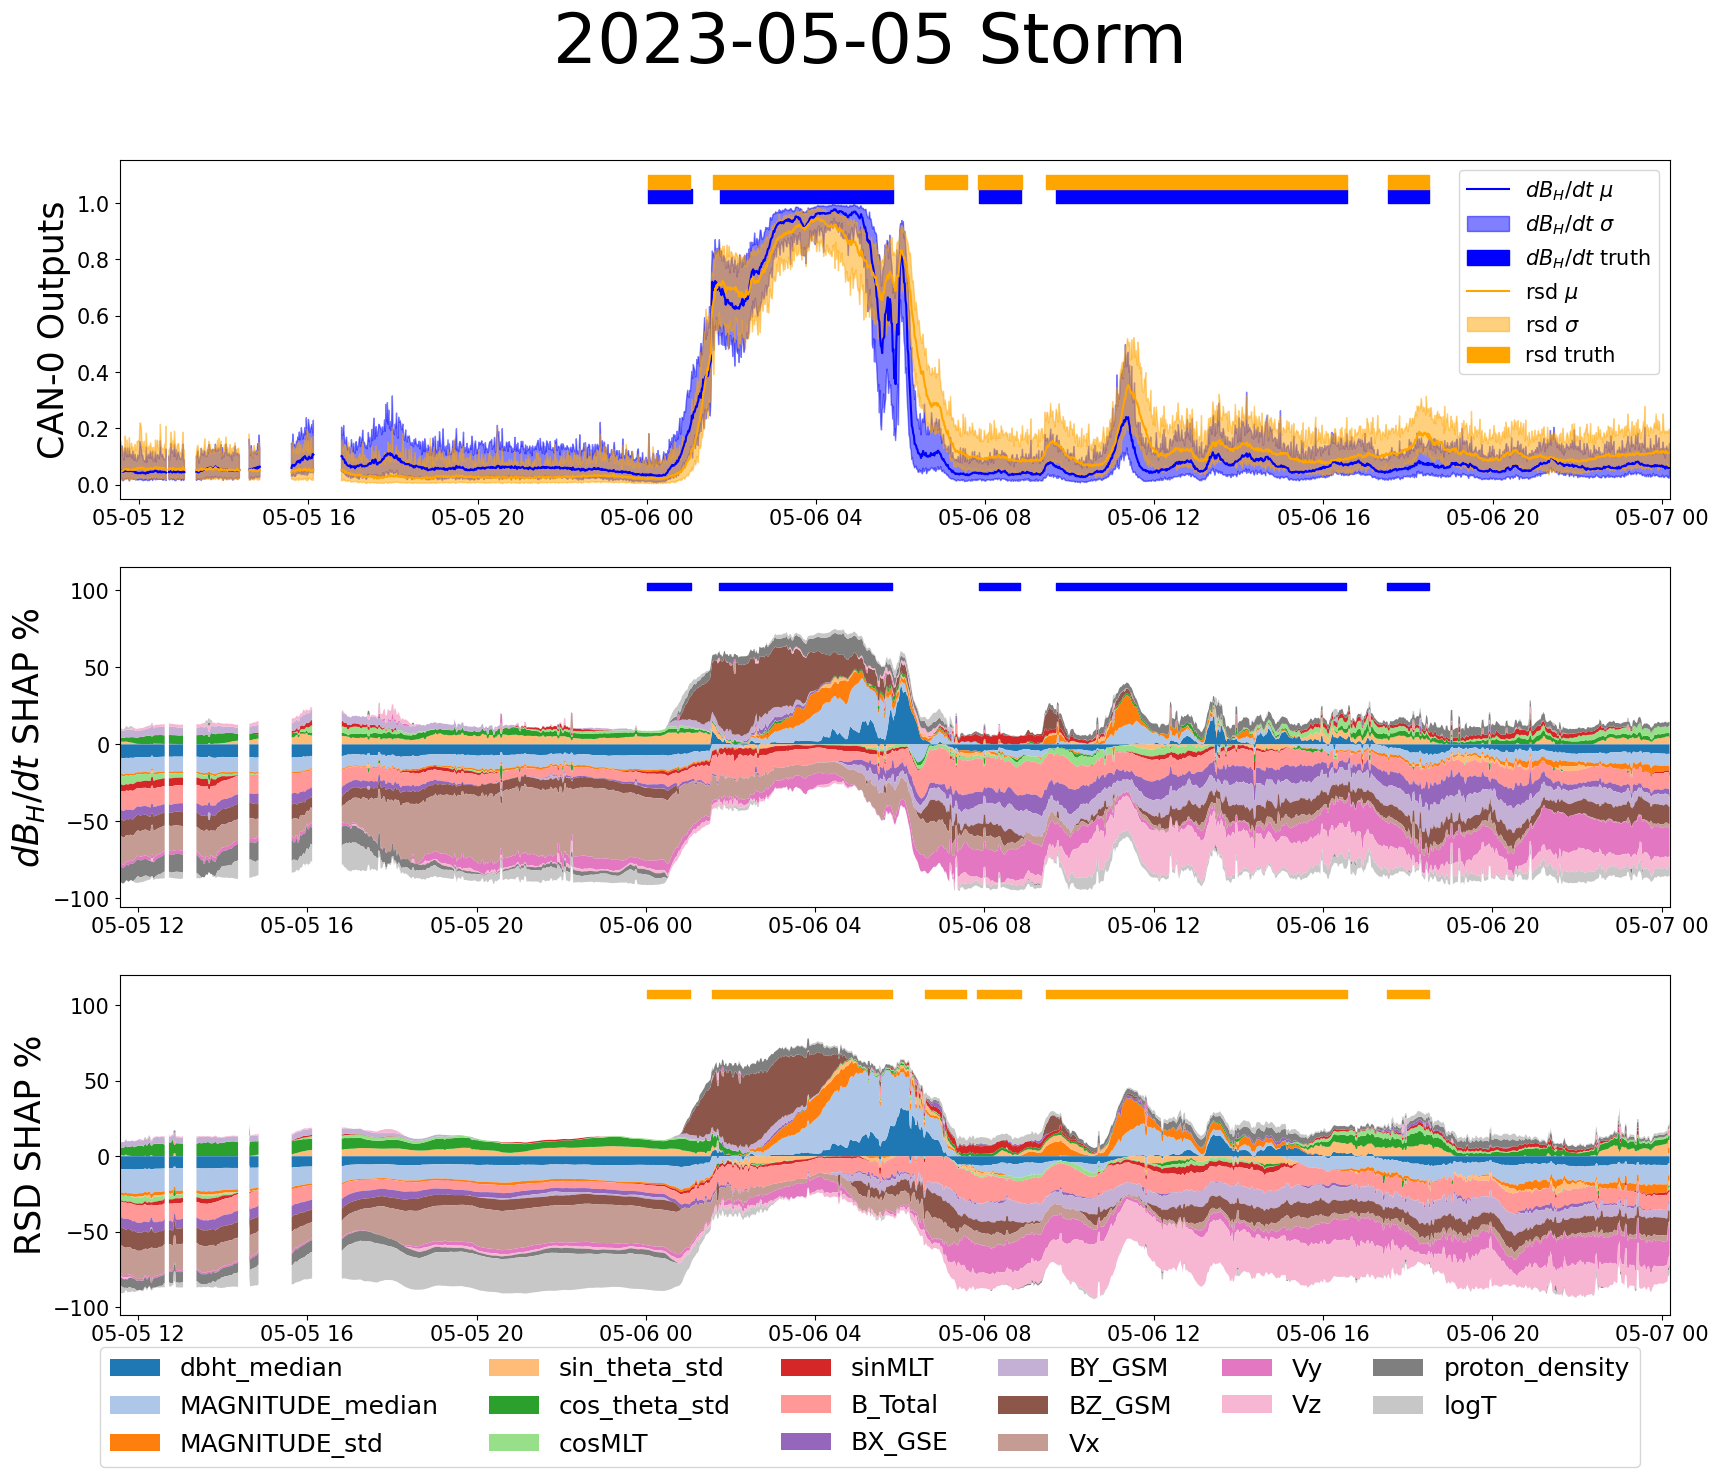 2023-05-05 Storm
CAN-0 Outputs
1.0
0.8
0.6
0.4
0.2
0.0
dB_H/dt μ
dB_H/dt σ
dB_H/dt truth
rsd μ
rsd σ
rsd truth
05-05 12 05-05 16 05-05 20 05-06 00 05-06 04 05-06 08 05-06 12 05-06 16 05-06 20 05-07 00
dB_H/dt SHAP %
100
50
0
−50
−100
05-05 12 05-05 16 05-05 20 05-06 00 05-06 04 05-06 08 05-06 12 05-06 16 05-06 20 05-07 00
RSD SHAP %
100
50
0
−50
−100
05-05 12 05-05 16 05-05 20 05-06 00 05-06 04 05-06 08 05-06 12 05-06 16 05-06 20 05-07 00
dbht_median sin_theta_std sinMLT BY_GSM Vy proton_density
MAGNITUDE_median cos_theta_std B_Total BZ_GSM Vz logT
MAGNITUDE_std cosMLT BX_GSE Vx